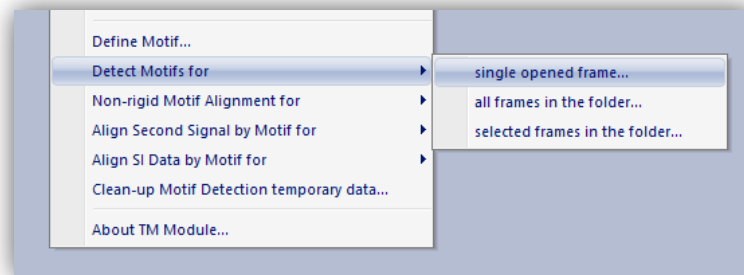 Define Motif...
Detect Motifs for
single opened frame...
Non-rigid Motif Alignment for
all frames in the folder...
Align Second Signal by Motif for
selected frames in the folder...
Align SI Data by Motif for
Clean-up Motif Detection temporary data...
About TM Module...